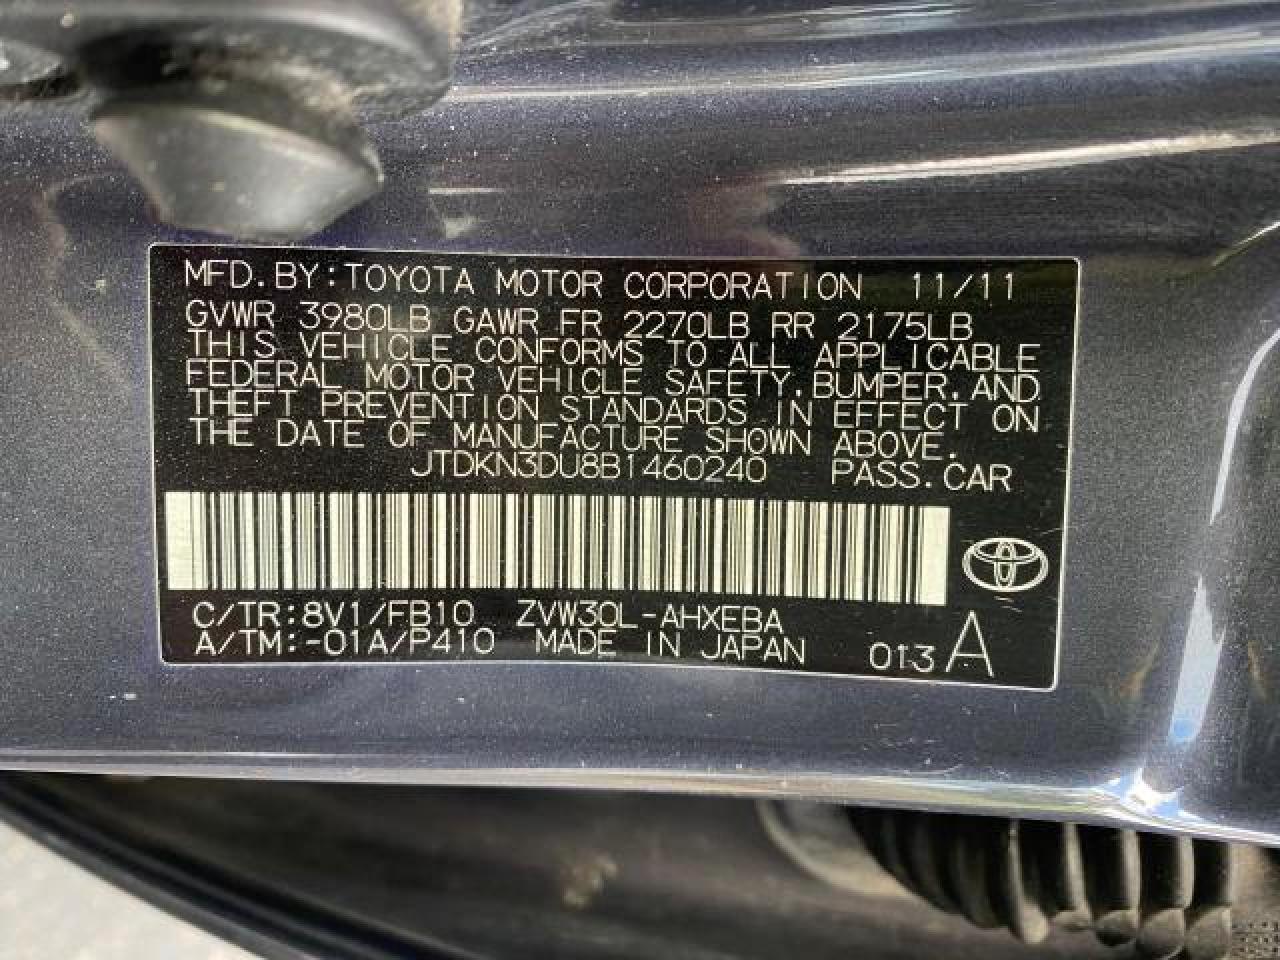 MFD.BY:TOYOTA MOTOR CORPORATION 11/11
GVWR 3980LB GAWR FR 2270LB RR 2175LB
THIS VEHICLE CONFORMS TO ALL APPLICABLE
FEDERAL MOTOR VEHICLE SAFETY,BUMPER,AND
THEFT PREVENTION STANDARDS IN EFFECT ON
THE DATE OF MANUFACTURE SHOWN ABOVE.
JTDKN3DU8B1460240 PASS.CAR
C/TR:8V1/FB10 ZVW30L-AHXEBA
A/TM:-01A/P410 MADE IN JAPAN 013 A